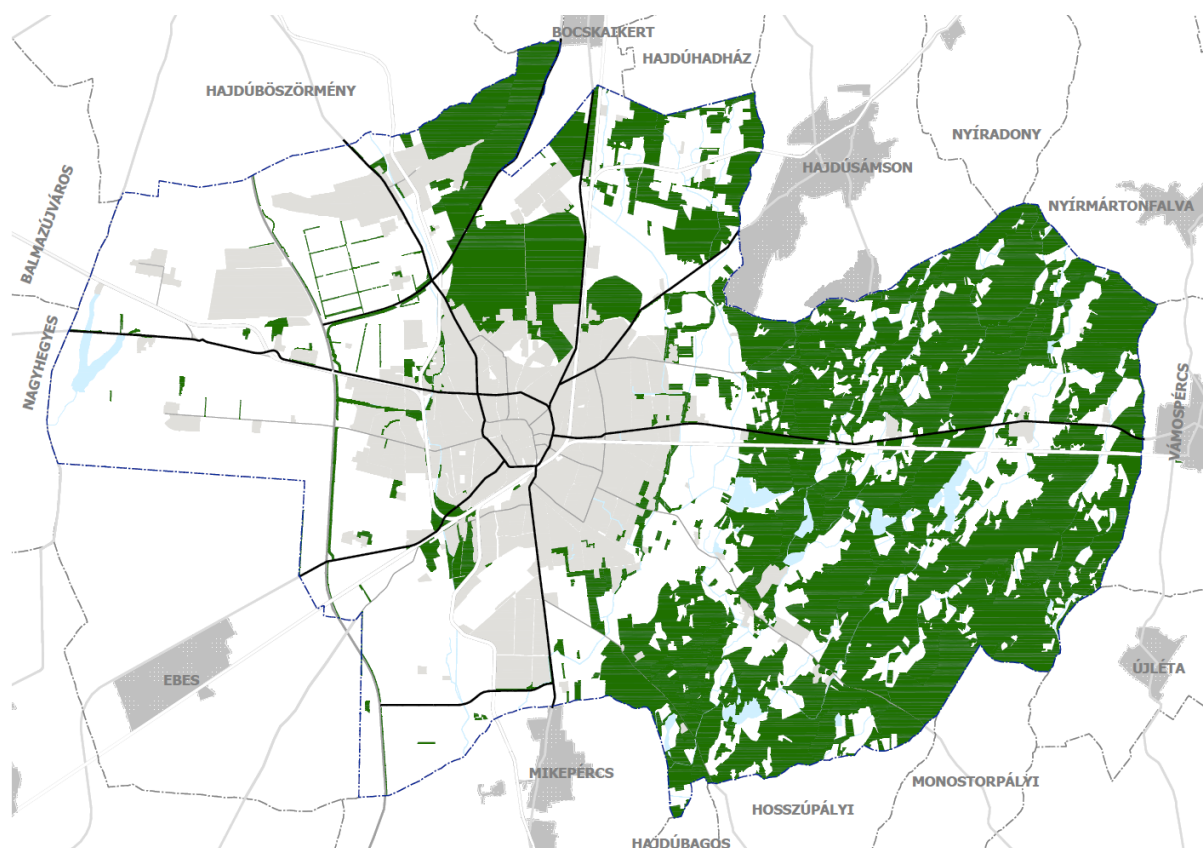 BOCSKAIKERT
HAJDÚHADHÁZ
HAJDÚBÖSZÖRMÉNY
NYÍRADONY
HAJDÚSÁMSON
NYÍRMÁRTONFALVA
BALMAZÚJVÁROS
NAGYHEGYES
VÁMOSPÉRCS
ÚJLÉTA
EBES
MIKEPÉRCS
MONOSTORPÁLYI
HOSSZÚPÁLYI
HAJDÚBAGOS